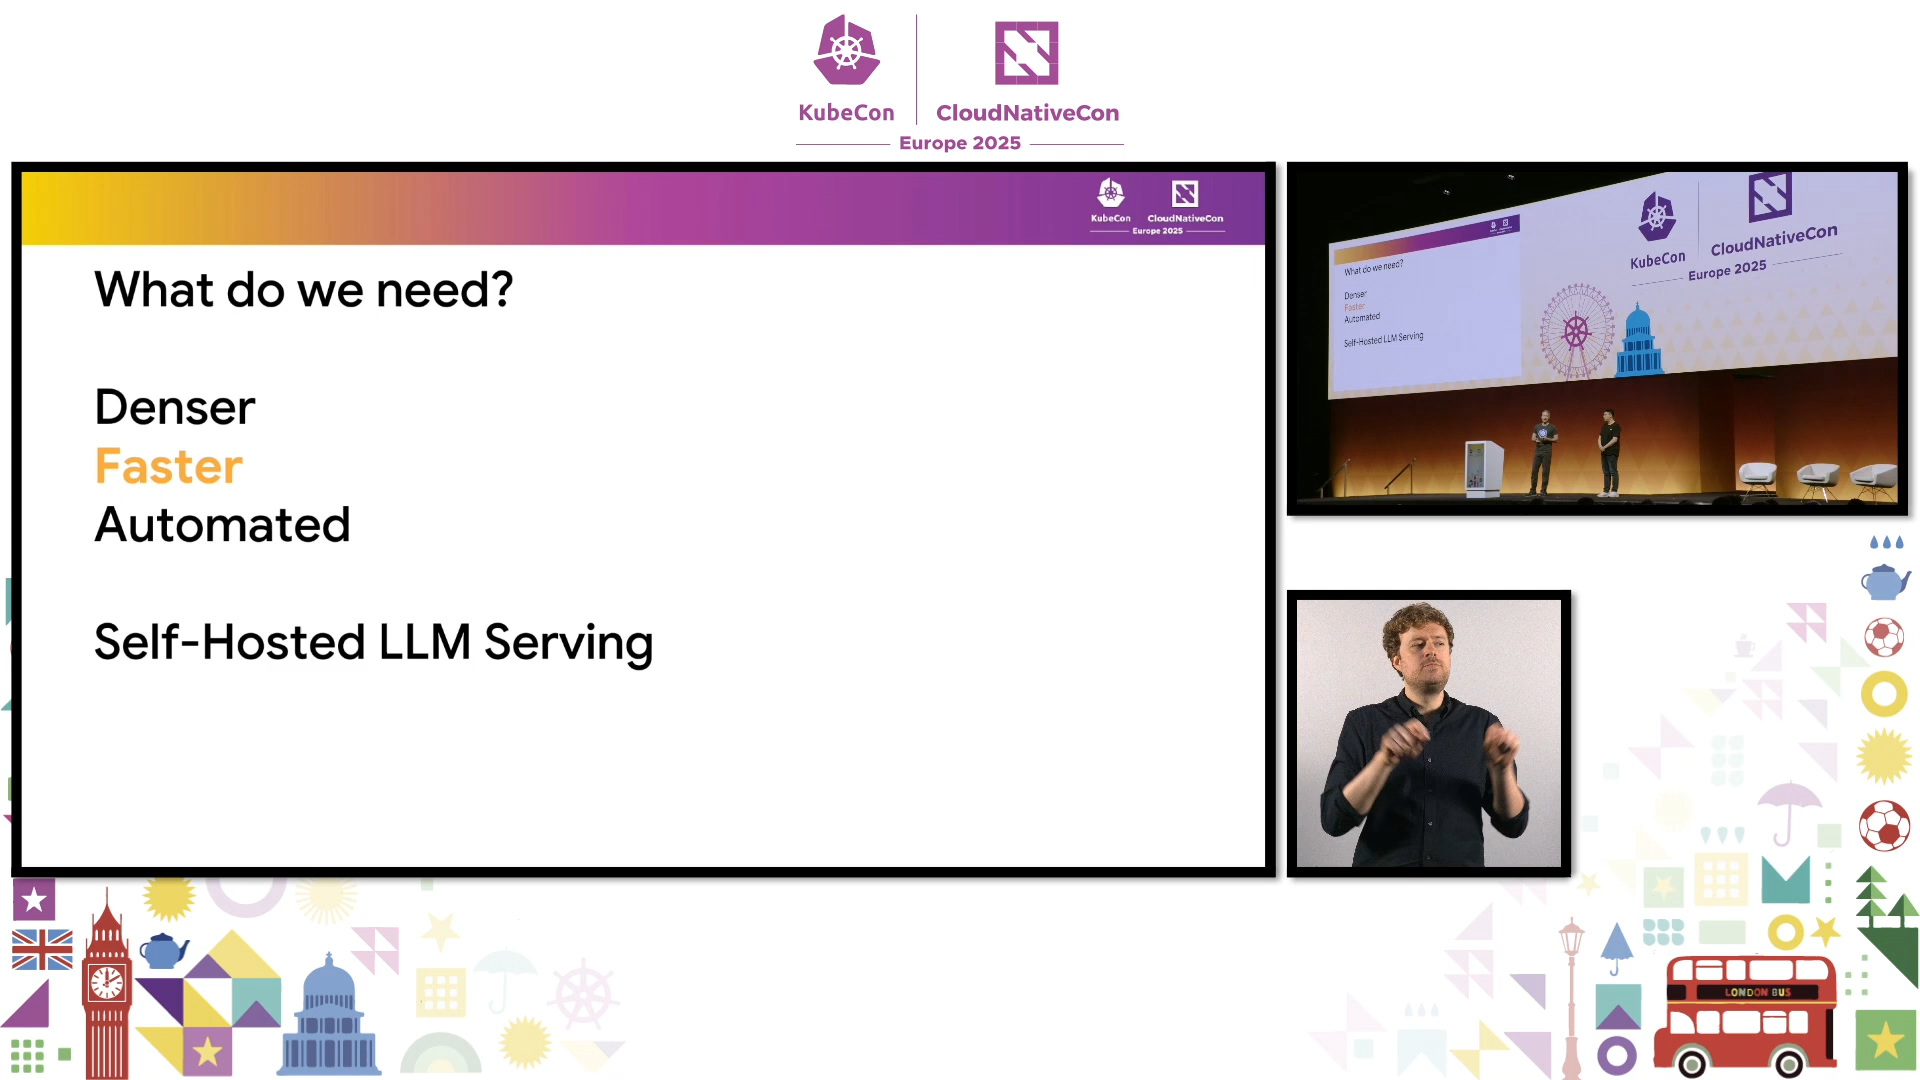 KubeCon
CloudNativeCon
Europe 2025
KubeCon
CloudNativeCon
Europe 2025
What do we need?
Denser
Faster
Automated
Self-Hosted LLM Serving
KubeCon
CloudNativeCon
Europe 2025
What do we need?
Denser
Faster
Automated
Self-Hosted LLM Serving
LONDON BUS